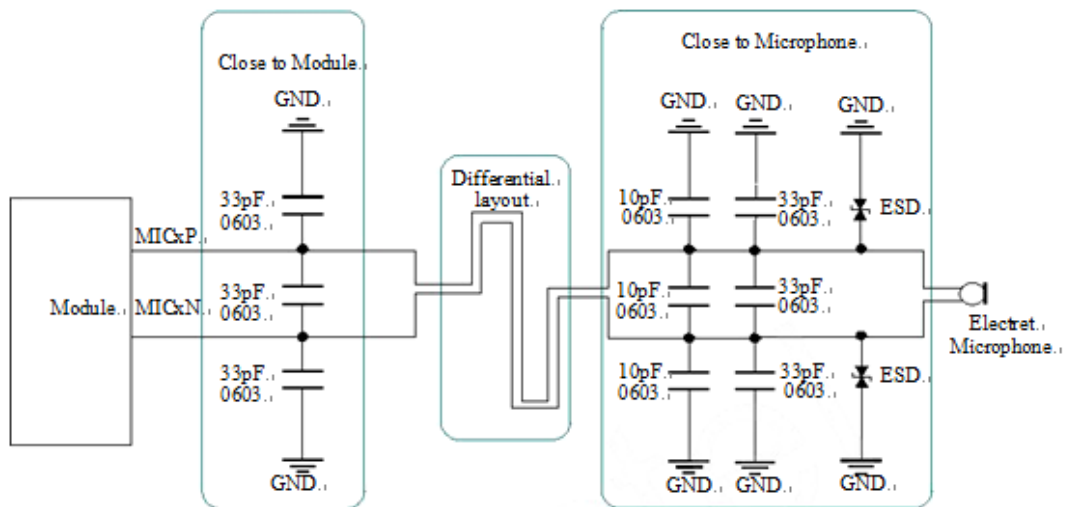 Close to Module.
GND.
33pF.
0603.
MICxP.
Module.
MICxN.
33pF.
0603.
33pF.
0603.
GND.
Differential.
layout.
Close to Microphone.
GND.
GND.
GND.
10pF.
0603.
33pF.
0603.
ESD.
10pF.
0603.
33pF.
0603.
10pF.
0603.
33pF.
0603.
ESD.
GND.
GND.
GND.
Electret.
Microphone.